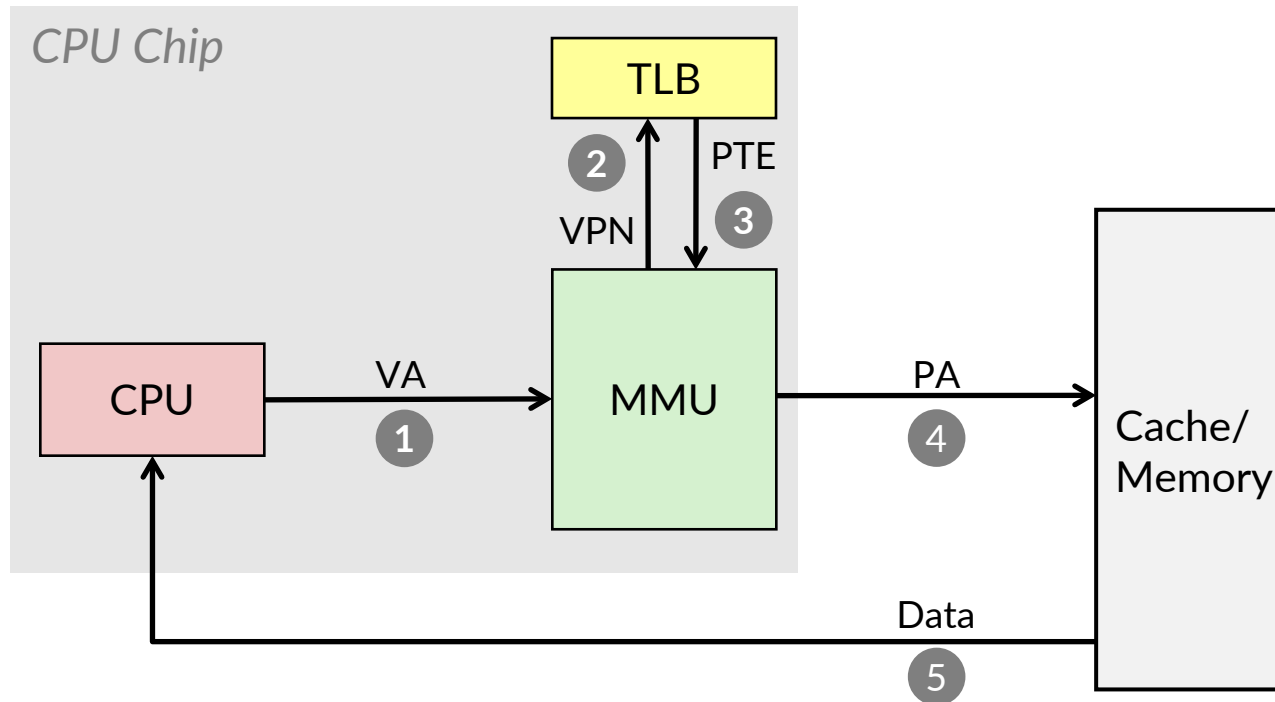 CPU Chip
TLB
2
PTE
3
VPN
CPU
VA
1
MMU
PA
4
Cache/
Memory
Data
5